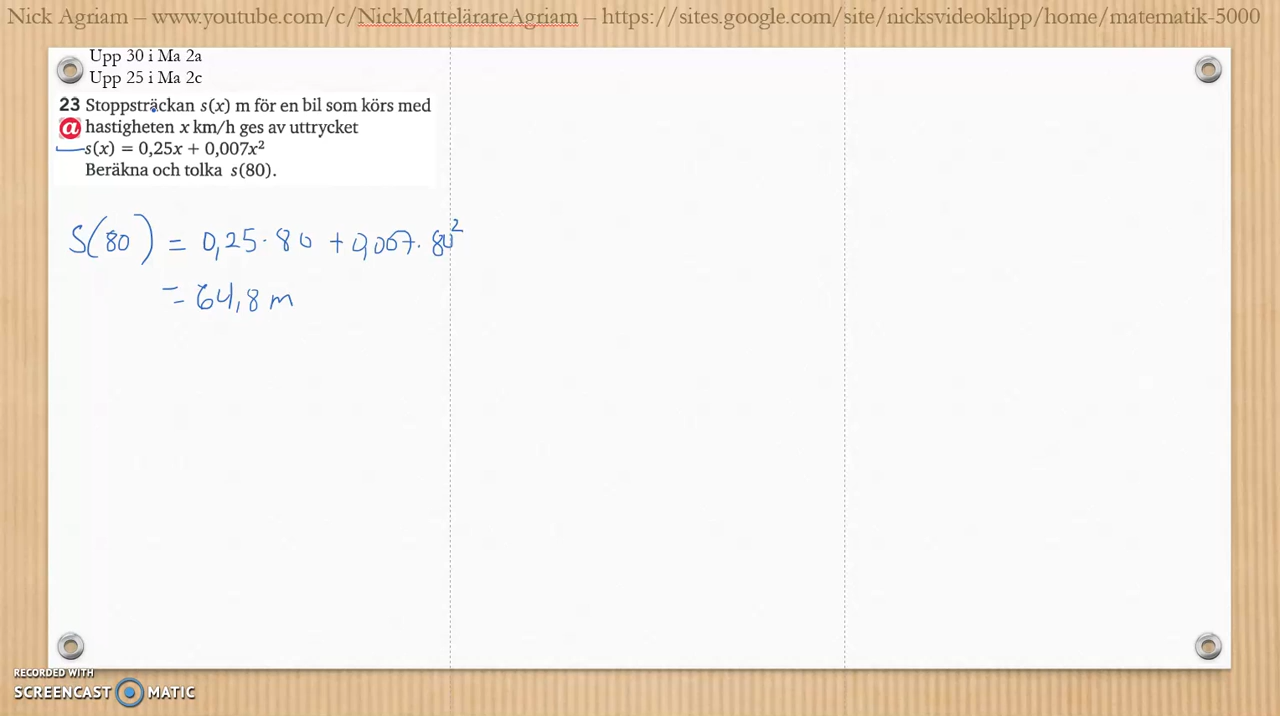 Nick Agriam – www.youtube.com/c/NickMattelärareAgriam – https://sites.google.com/site/nicksvideoklipp/home/matematik-5000
Upp 30 i Ma 2a
Upp 25 i Ma 2c
23 Stoppsträckan s(x) m för en bil som körs med
a hastigheten x km/h ges av uttrycket
s(x) = 0,25x + 0,007x²
Beräkna och tolka s(80).
S(80) = 0,25·80 + 0,007·80²
= 64,8 m
RECORDED WITH
SCREENCAST MATIC